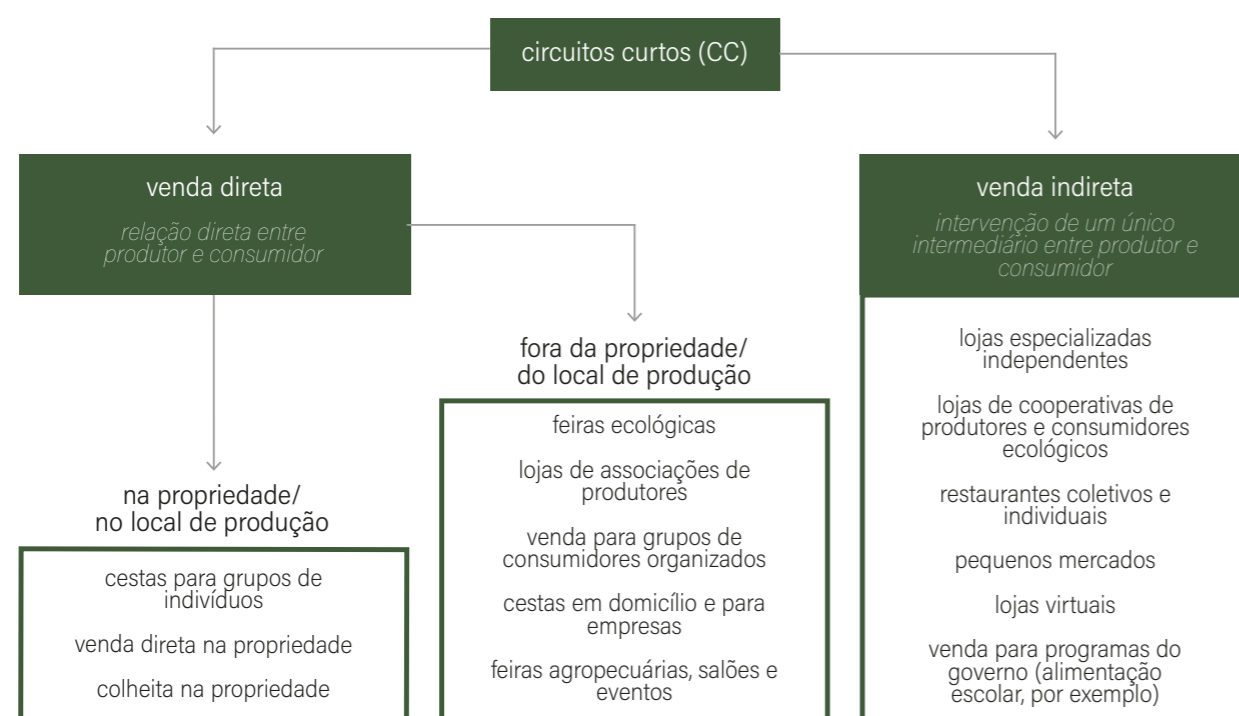 circuitos curtos (CC)
venda direta
relação direta entre
produtor e consumidor
na propriedade/
no local de produção
cestas para grupos de
indivíduos
venda direta na propriedade
colheita na propriedade
fora da propriedade/
do local de produção
feiras ecológicas
lojas de associações de
produtores
venda para grupos de
consumidores organizados
cestas em domicílio e para
empresas
feiras agropecuárias, salões e
eventos
venda indireta
intervenção de um único
intermediário entre produtor e
consumidor
lojas especializadas
independentes
lojas de cooperativas de
produtores e consumidores
ecológicos
restaurantes coletivos e
individuais
pequenos mercados
lojas virtuais
venda para programas do
governo (alimentação
escolar, por exemplo)